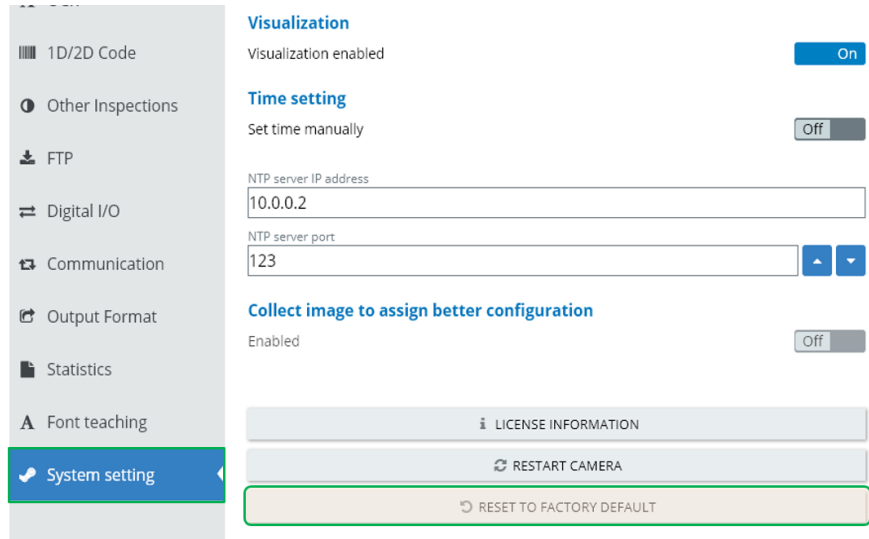 1D/2D Code
Other Inspections
FTP
Digital I/O
Communication
Output Format
Statistics
A Font teaching
System setting
Visualization
Visualization enabled
On
Time setting
Set time manually
Off
NTP server IP address
10.0.0.2
NTP server port
123
Collect image to assign better configuration
Enabled
Off
i LICENSE INFORMATION
RESTART CAMERA
RESET TO FACTORY DEFAULT